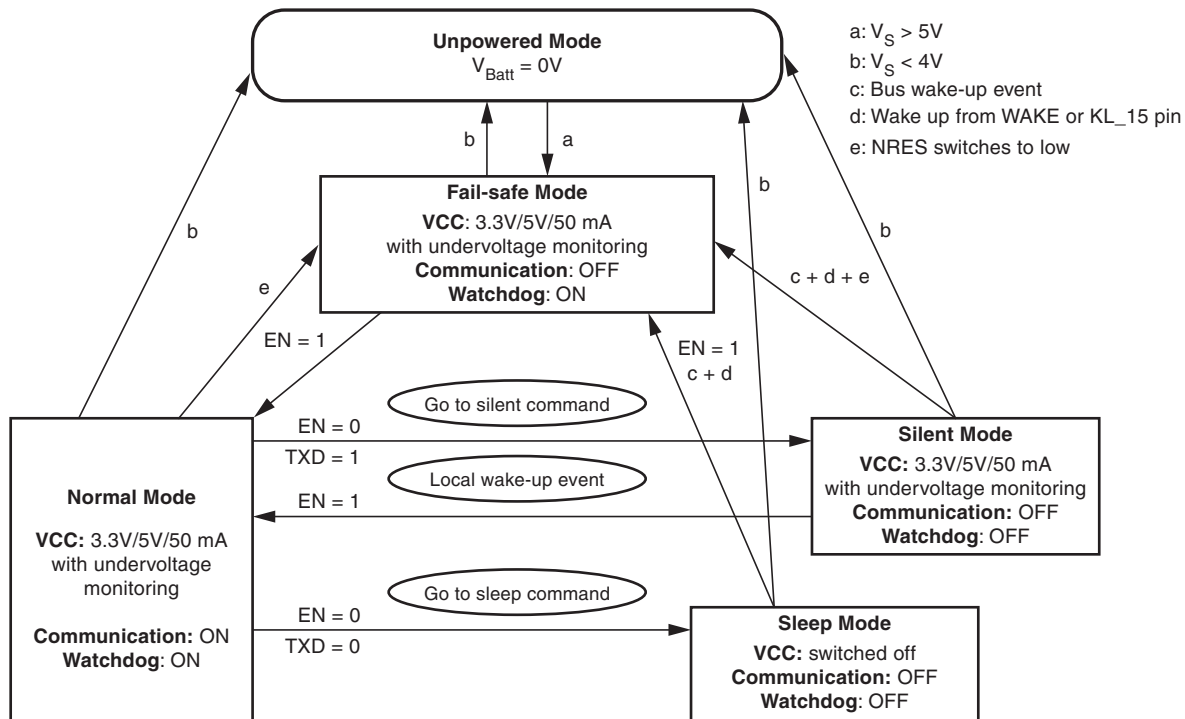 Unpowered Mode
V_Batt = 0V
a: V_S > 5V
b: V_S < 4V
c: Bus wake-up event
d: Wake up from WAKE or KL_15 pin
e: NRES switches to low
b
a
b
b
b
Fail-safe Mode
VCC: 3.3V/5V/50 mA
with undervoltage monitoring
Communication: OFF
Watchdog: ON
e
c + d + e
EN = 1
EN = 1
c + d
Go to silent command
EN = 0
TXD = 1
Local wake-up event
EN = 1
Go to sleep command
EN = 0
TXD = 0
Normal Mode
VCC: 3.3V/5V/50 mA
with undervoltage
monitoring
Communication: ON
Watchdog: ON
Silent Mode
VCC: 3.3V/5V/50 mA
with undervoltage monitoring
Communication: OFF
Watchdog: OFF
Sleep Mode
VCC: switched off
Communication: OFF
Watchdog: OFF